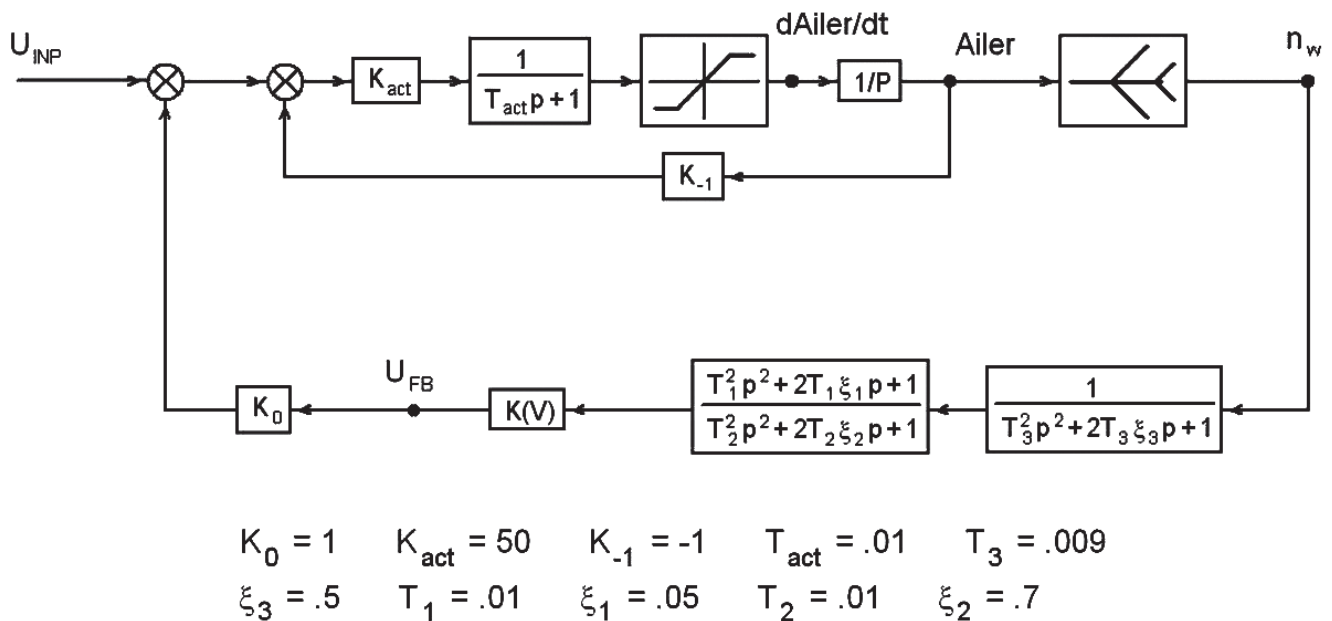 U_INP
K_act
1
T_act p + 1
dAiler/dt
1/P
Ailer
n_w
K_-1
K_0
U_FB
K(V)
T_1^2 p^2 + 2T_1 ξ_1 p + 1
T_2^2 p^2 + 2T_2 ξ_2 p + 1
1
T_3^2 p^2 + 2T_3 ξ_3 p + 1
K_0 = 1 K_act = 50 K_-1 = -1 T_act = .01 T_3 = .009
ξ_3 = .5 T_1 = .01 ξ_1 = .05 T_2 = .01 ξ_2 = .7